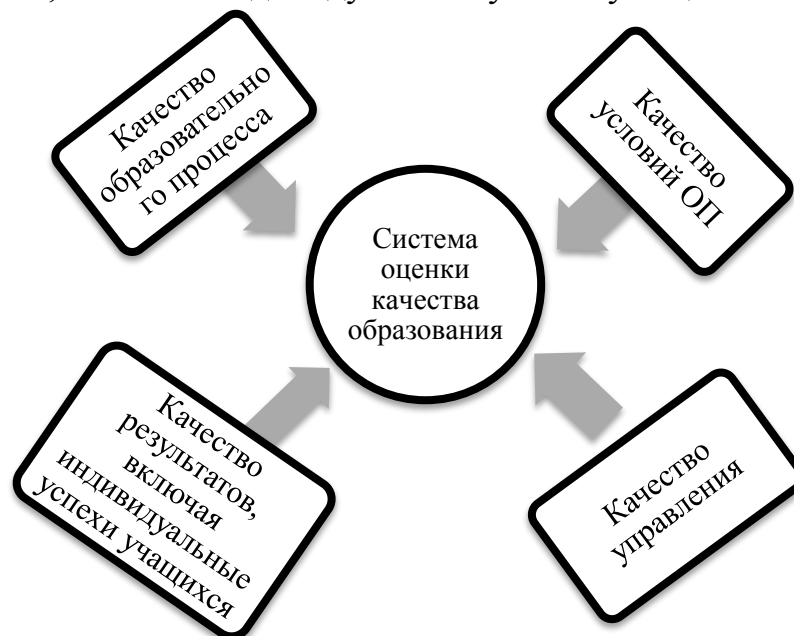 Качество
образовательно
го процесса
Качество
условий ОП
Система
оценки
качества
образования
Качество
результатов,
включая
индивидуальные
успехи учащихся
Качество
управления